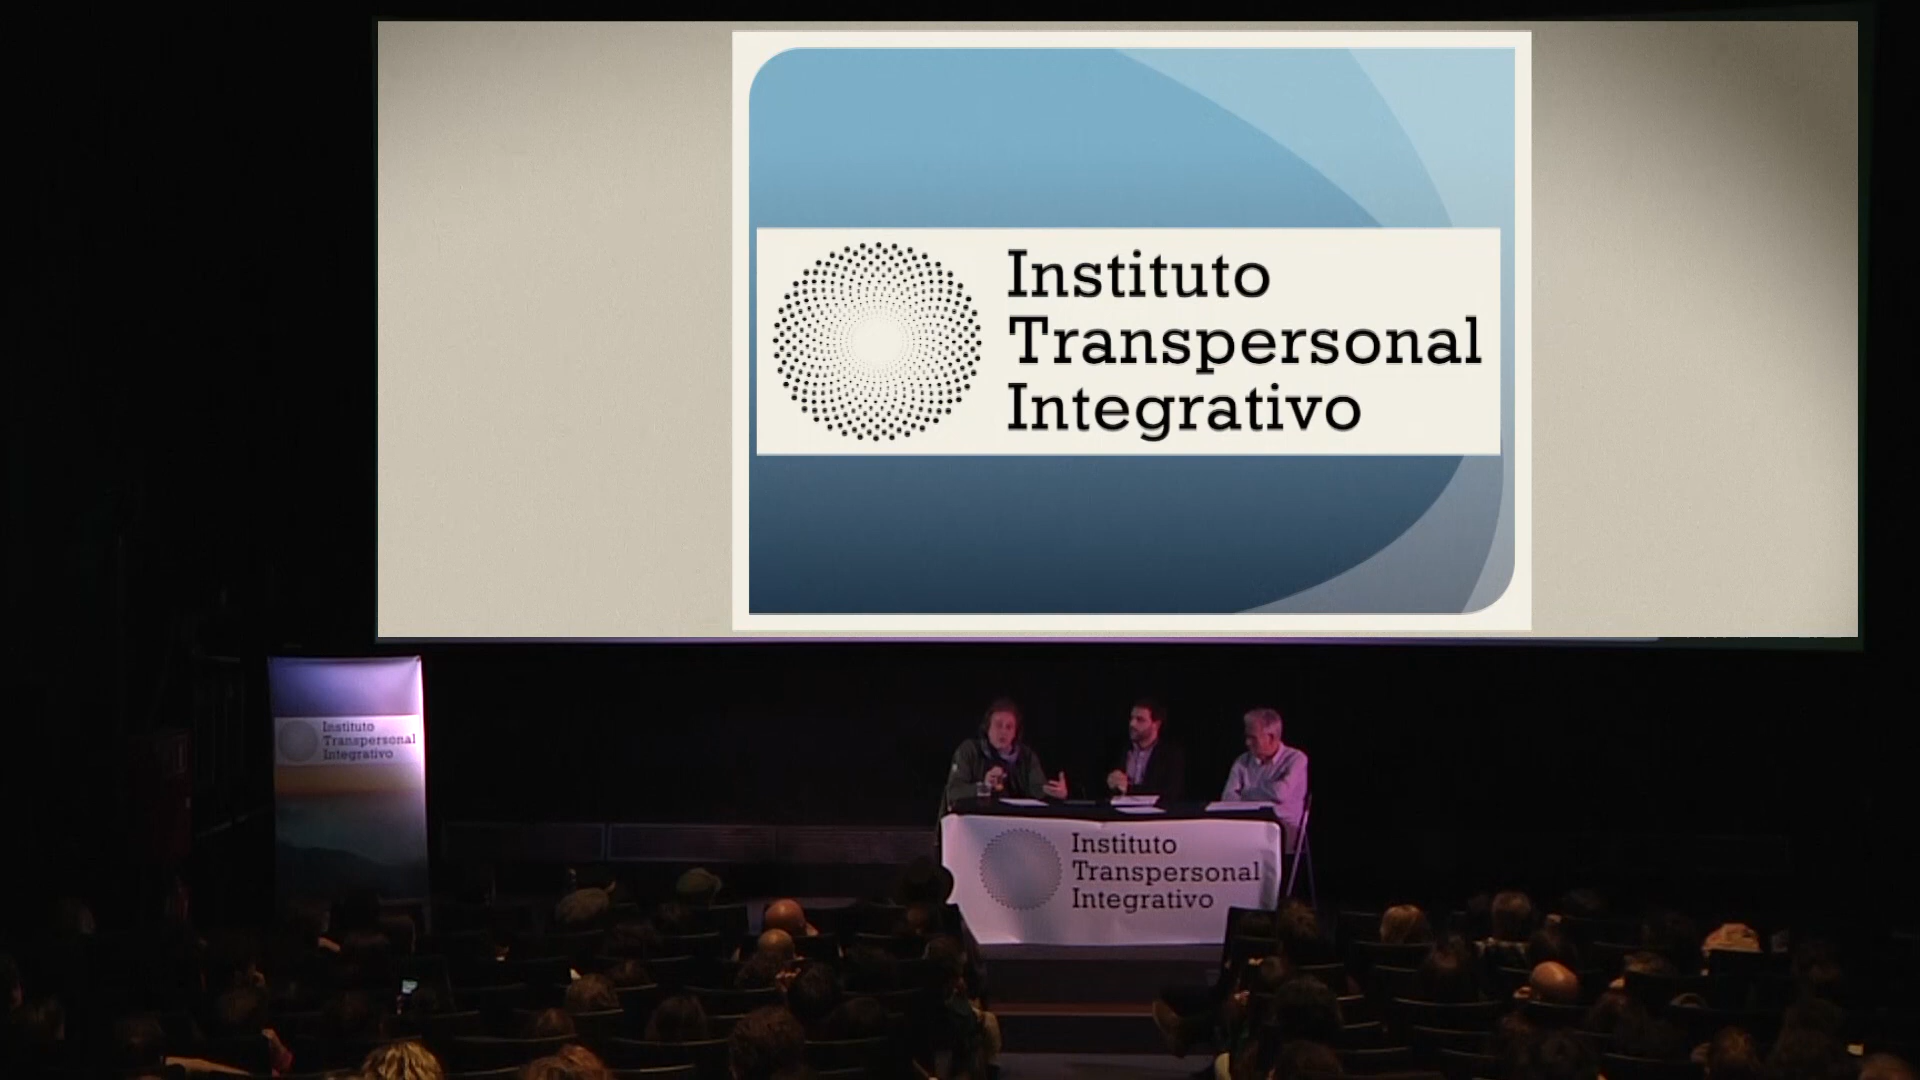 Instituto
Transpersonal
Integrativo
Instituto
Transpersonal
Integrativo
Instituto
Transpersonal
Integrativo